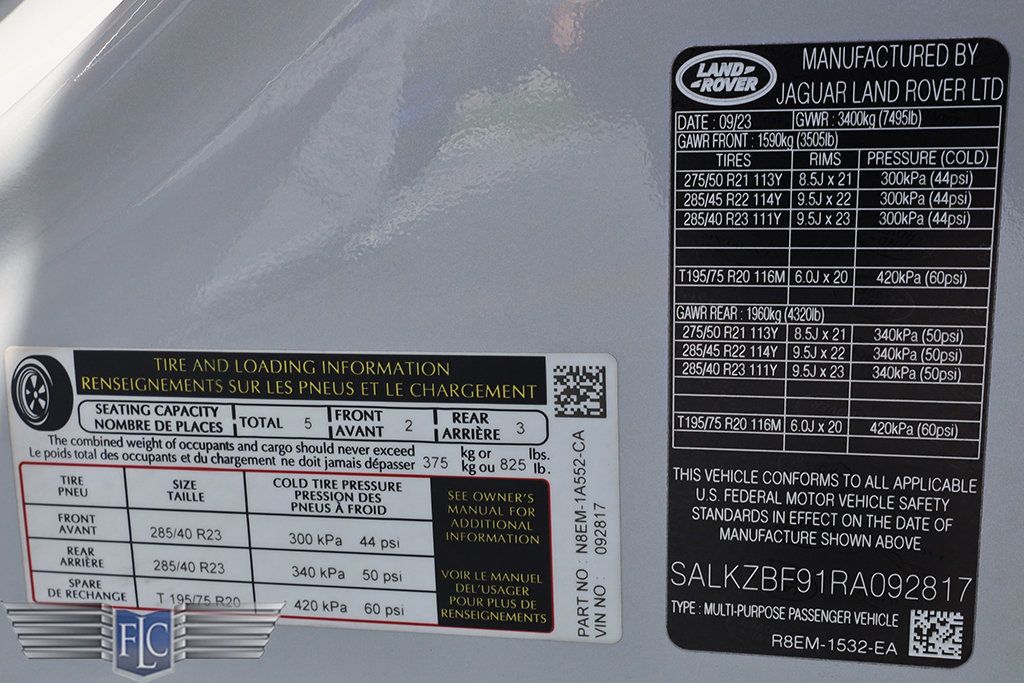 LAND ROVER
MANUFACTURED BY
JAGUAR LAND ROVER LTD
DATE : 09/23 GVWR : 3400kg (7495lb)
GAWR FRONT : 1590kg (3505lb)
TIRES RIMS PRESSURE (COLD)
275/50 R21 113Y 8.5J x 21 300kPa (44psi)
285/45 R22 114Y 9.5J x 22 300kPa (44psi)
285/40 R23 111Y 9.5J x 23 300kPa (44psi)
T195/75 R20 116M 6.0J x 20 420kPa (60psi)
GAWR REAR : 1960kg (4320lb)
275/50 R21 113Y 8.5J x 21 340kPa (50psi)
285/45 R22 114Y 9.5J x 22 340kPa (50psi)
285/40 R23 111Y 9.5J x 23 340kPa (50psi)
T195/75 R20 116M 6.0J x 20 420kPa (60psi)
THIS VEHICLE CONFORMS TO ALL APPLICABLE
U.S. FEDERAL MOTOR VEHICLE SAFETY
STANDARDS IN EFFECT ON THE DATE OF
MANUFACTURE SHOWN ABOVE
SALKZBF91RA092817
TYPE : MULTI-PURPOSE PASSENGER VEHICLE
R8EM-1532-EA
TIRE AND LOADING INFORMATION
RENSEIGNEMENTS SUR LES PNEUS ET LE CHARGEMENT
SEATING CAPACITY
NOMBRE DE PLACES
TOTAL 5
FRONT
AVANT 2
REAR
ARRIÈRE 3
The combined weight of occupants and cargo should never exceed
Le poids total des occupants et du chargement ne doit jamais dépasser
375 kg or 825 lbs.
kg ou lb.
TIRE
PNEU
SIZE
TAILLE
COLD TIRE PRESSURE
PRESSION DES
PNEUS À FROID
FRONT
AVANT
285/40 R23
300 kPa 44 psi
REAR
ARRIÈRE
285/40 R23
340 kPa 50 psi
SPARE
DE RECHANGE
T 195/75 R20
420 kPa 60 psi
SEE OWNER'S
MANUAL FOR
ADDITIONAL
INFORMATION
VOIR LE MANUEL
DEL'USAGER
POUR PLUS DE
RENSEIGNEMENTS
PART NO : N8EM-1A552-CA
VIN NO : 092817
FLC